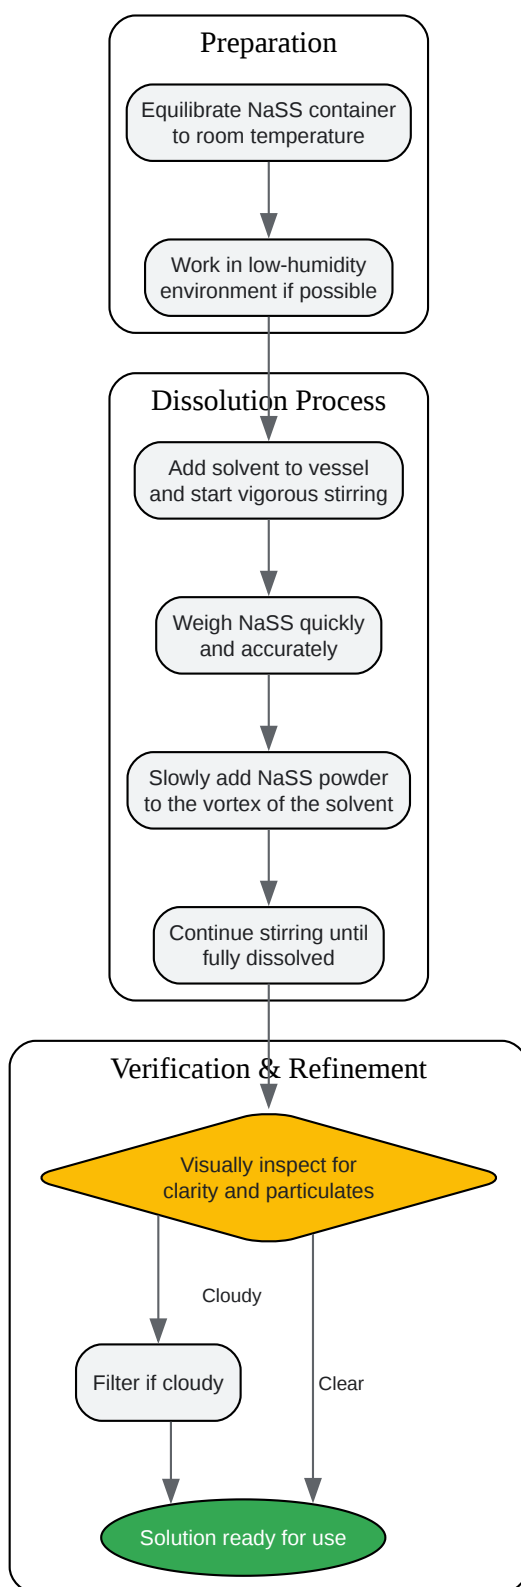 Preparation
Equilibrate NaSS container
to room temperature
Work in low-humidity
environment if possible
Dissolution Process
Add solvent to vessel
and start vigorous stirring
Weigh NaSS quickly
and accurately
Slowly add NaSS powder
to the vortex of the solvent
Continue stirring until
fully dissolved
Verification & Refinement
Visually inspect for
clarity and particulates
Cloudy
Filter if cloudy
Clear
Solution ready for use